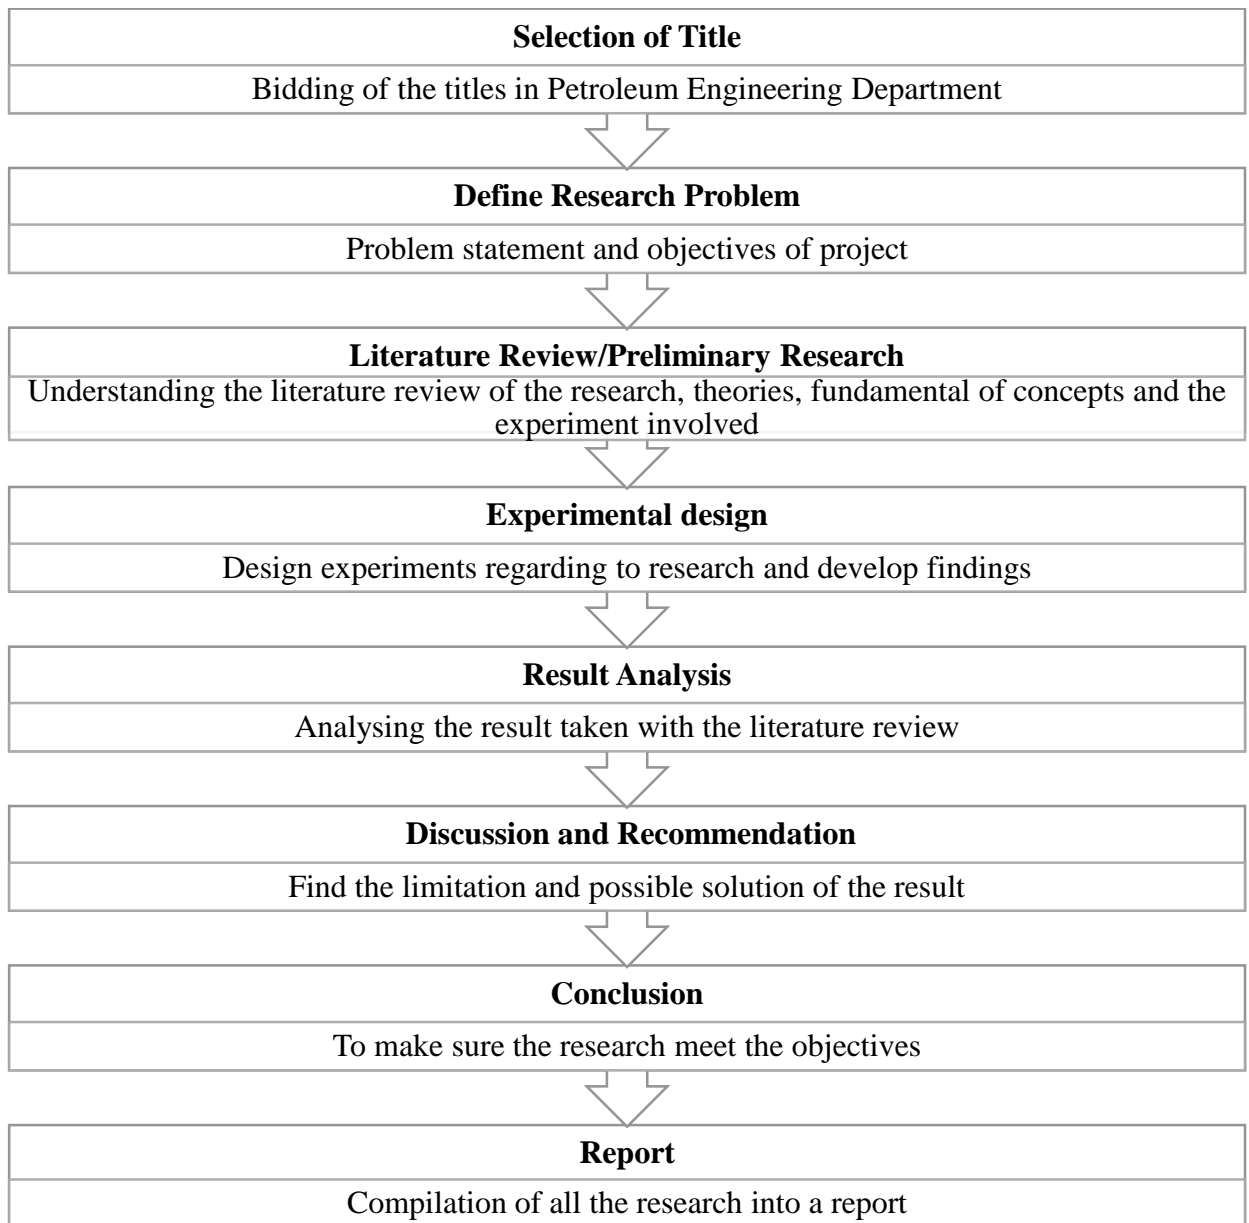 Selection of Title
Bidding of the titles in Petroleum Engineering Department
Define Research Problem
Problem statement and objectives of project
Literature Review/Preliminary Research
Understanding the literature review of the research, theories, fundamental of concepts and the
experiment involved
Experimental design
Design experiments regarding to research and develop findings
Result Analysis
Analysing the result taken with the literature review
Discussion and Recommendation
Find the limitation and possible solution of the result
Conclusion
To make sure the research meet the objectives
Report
Compilation of all the research into a report